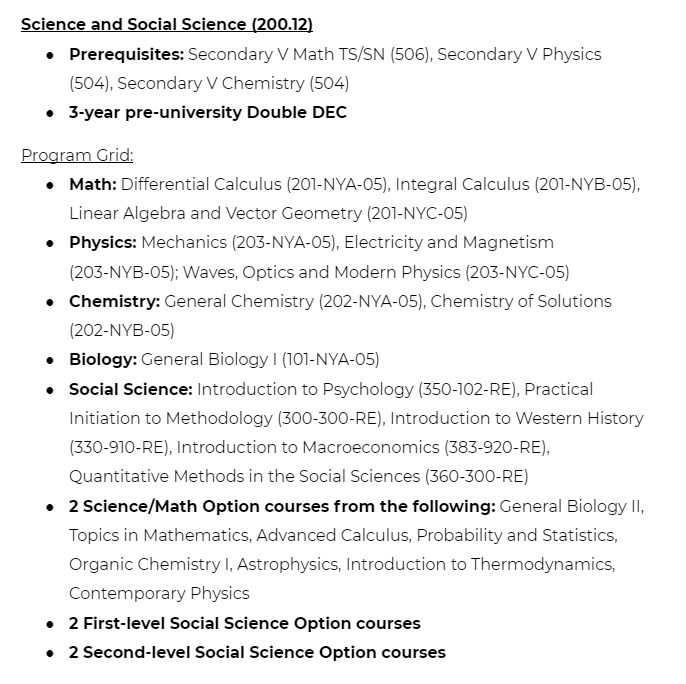 Science and Social Science (200.12)
● Prerequisites: Secondary V Math TS/SN (506), Secondary V Physics
(504), Secondary V Chemistry (504)
● 3-year pre-university Double DEC
Program Grid:
● Math: Differential Calculus (201-NYA-05), Integral Calculus (201-NYB-05),
Linear Algebra and Vector Geometry (201-NYC-05)
● Physics: Mechanics (203-NYA-05), Electricity and Magnetism
(203-NYB-05); Waves, Optics and Modern Physics (203-NYC-05)
● Chemistry: General Chemistry (202-NYA-05), Chemistry of Solutions
(202-NYB-05)
● Biology: General Biology I (101-NYA-05)
● Social Science: Introduction to Psychology (350-102-RE), Practical
Initiation to Methodology (300-300-RE), Introduction to Western History
(330-910-RE), Introduction to Macroeconomics (383-920-RE),
Quantitative Methods in the Social Sciences (360-300-RE)
● 2 Science/Math Option courses from the following: General Biology II,
Topics in Mathematics, Advanced Calculus, Probability and Statistics,
Organic Chemistry I, Astrophysics, Introduction to Thermodynamics,
Contemporary Physics
● 2 First-level Social Science Option courses
● 2 Second-level Social Science Option courses